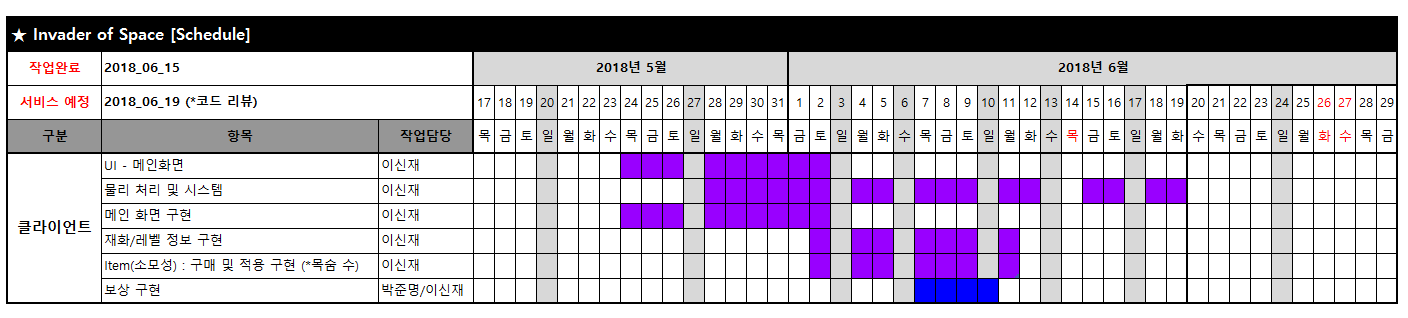 ★ Invader of Space [Schedule]
작업완료 2018_06_15 2018년 5월 2018년 6월
서비스 예정 2018_06_19 (*코드 리뷰) 17 18 19 20 21 22 23 24 25 26 27 28 29 30 31 1 2 3 4 5 6 7 8 9 10 11 12 13 14 15 16 17 18 19 20 21 22 23 24 25 26 27 28 29
구분 항목 작업담당 목 금 토 일 월 화 수 목 금 토 일 월 화 수 목 금 토 일 월 화 수 목 금 토 일 월 화 수 목 금 토 일 월 화 수 목 금 토 일 월 화 수 목 금
클라이언트
UI - 메인화면 이신재
물리 처리 및 시스템 이신재
메인 화면 구현 이신재
재화/레벨 정보 구현 이신재
Item(소모성) : 구매 및 적용 구현 (*목숨 수) 이신재
보상 구현 박준명/이신재